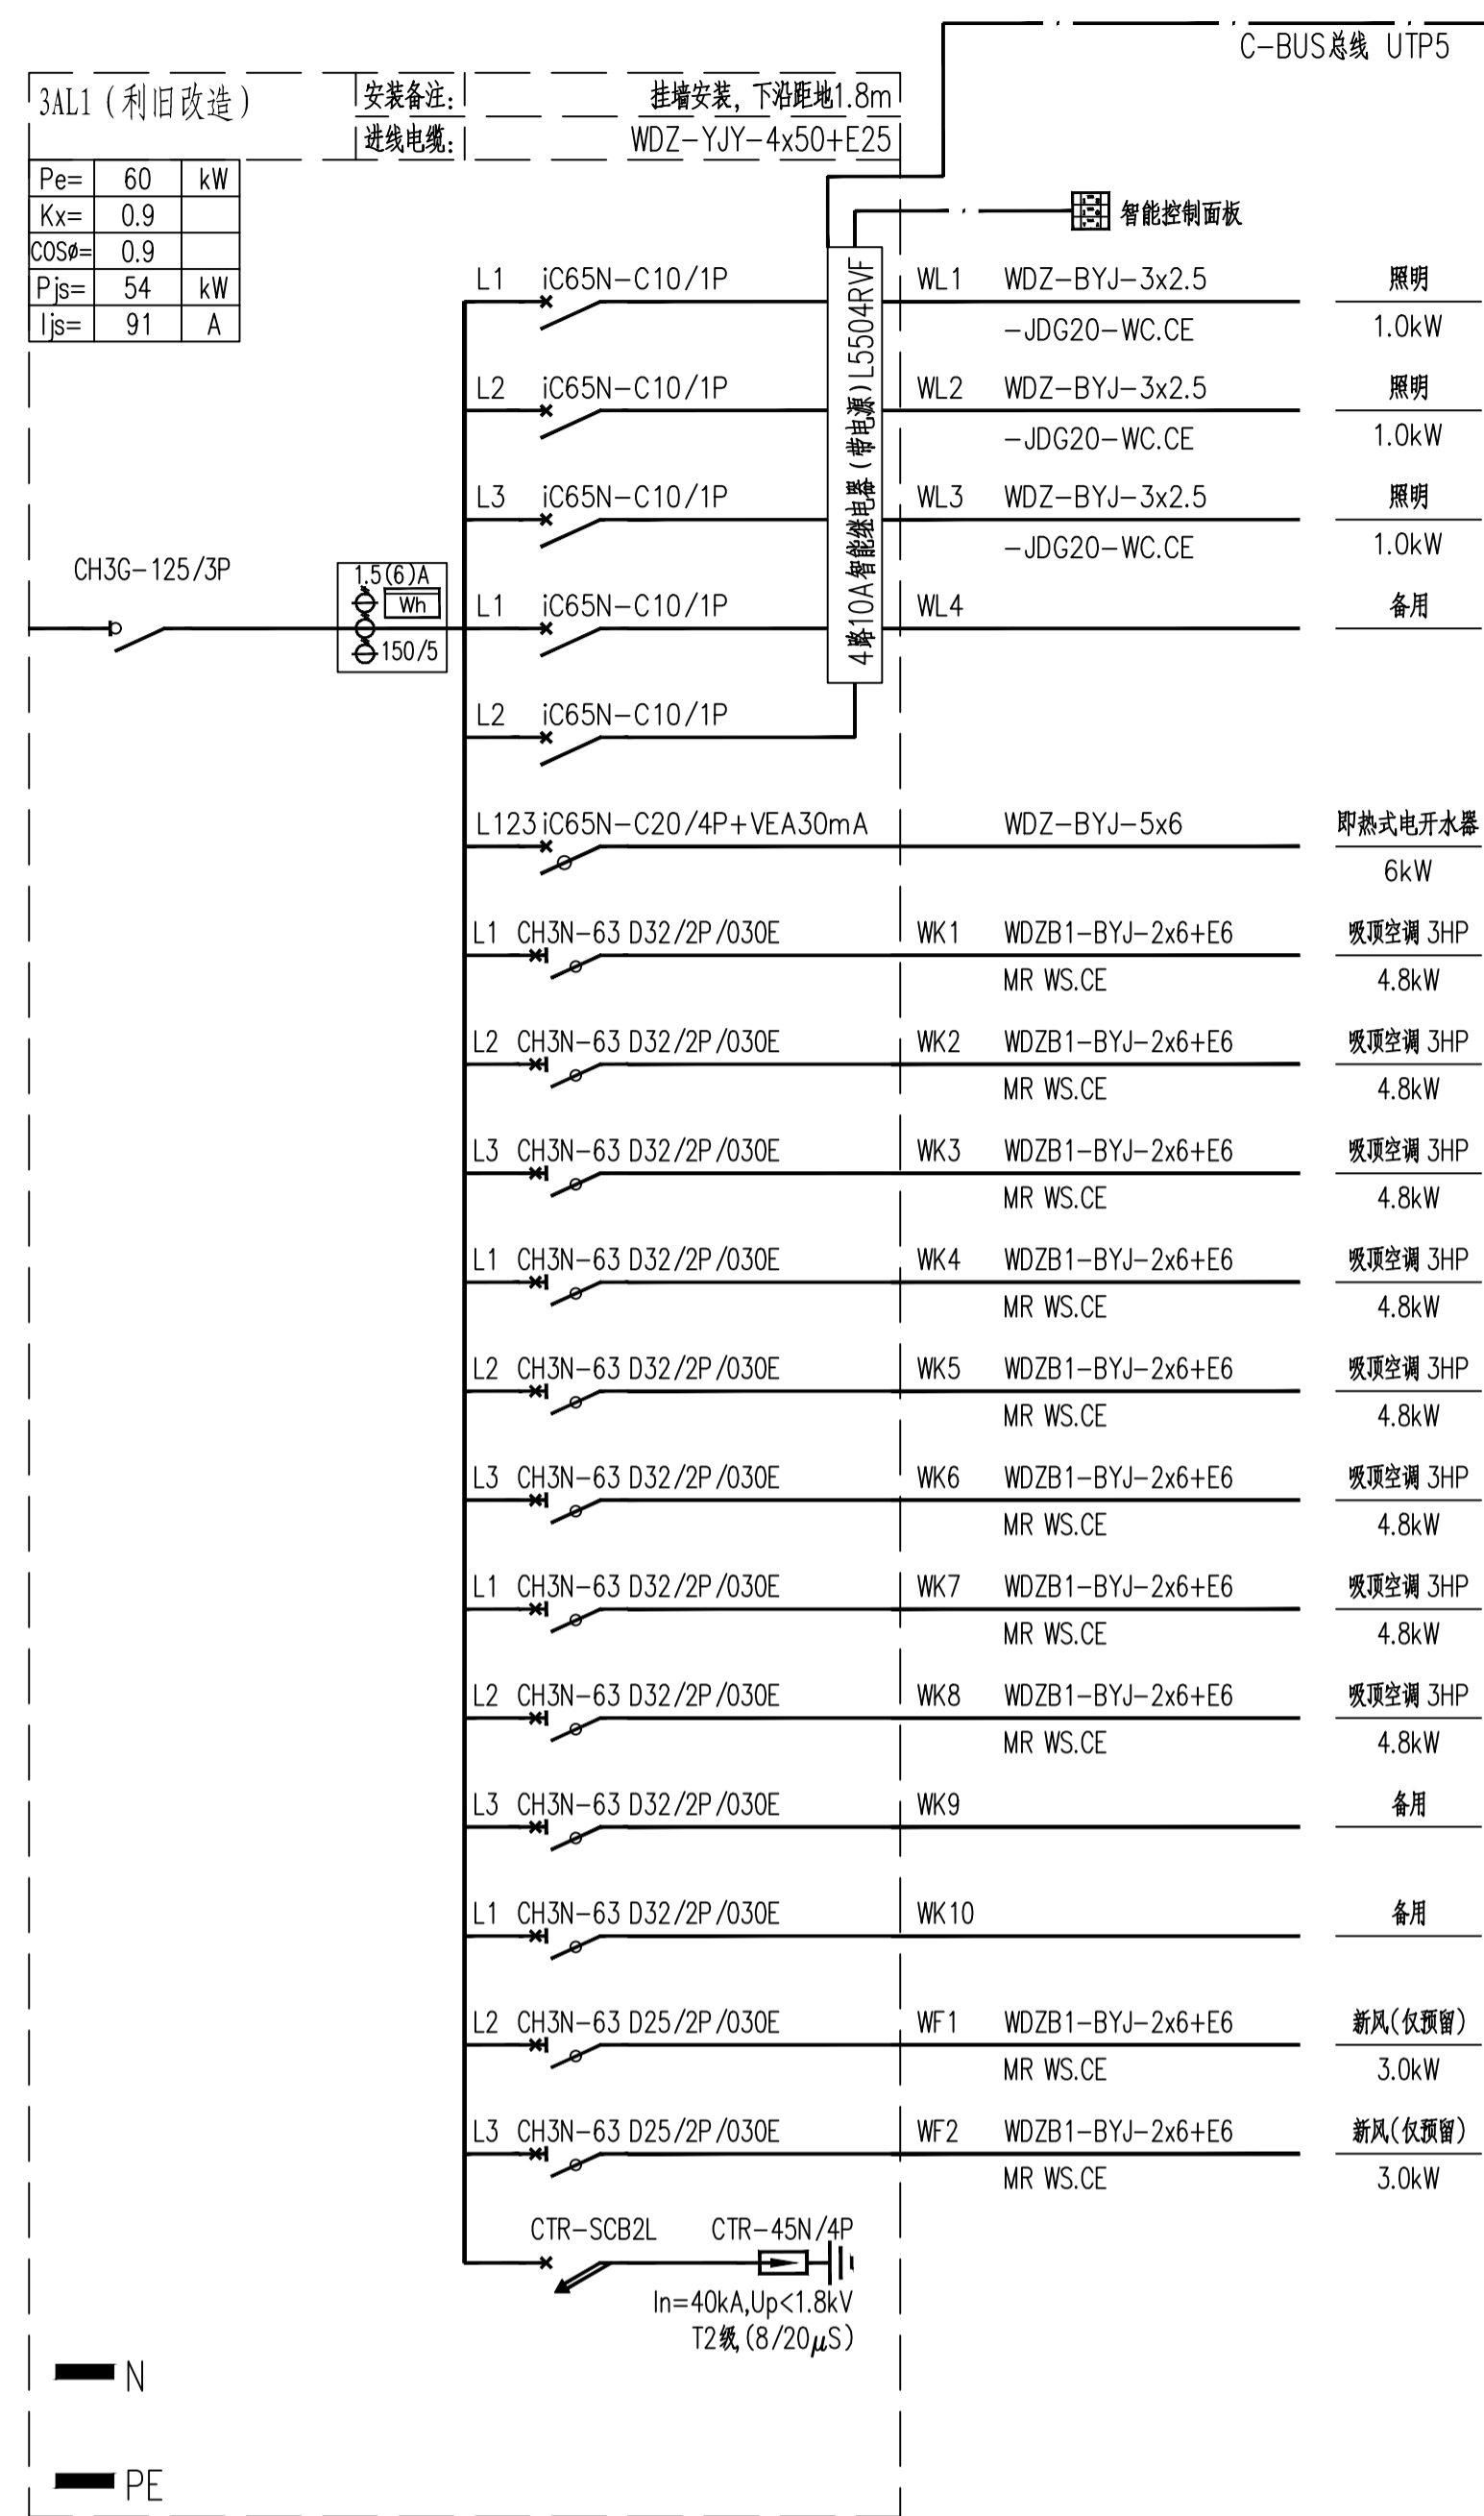 C-BUS总线 UTP5
3AL1（利旧改造）
安装备注: 挂墙安装, 下沿距地1.8m
进线电缆: WDZ-YJY-4x50+E25
Pe= 60 kW
Kx= 0.9
COSø= 0.9
Pjs= 54 kW
Ijs= 91 A
智能控制面板
4路10A智能继电器(带电源)L5504RVF
L1 iC65N-C10/1P WL1 WDZ-BYJ-3x2.5 照明
-JDG20-WC.CE 1.0kW
L2 iC65N-C10/1P WL2 WDZ-BYJ-3x2.5 照明
-JDG20-WC.CE 1.0kW
L3 iC65N-C10/1P WL3 WDZ-BYJ-3x2.5 照明
-JDG20-WC.CE 1.0kW
CH3G-125/3P
1.5(6)A
Wh
150/5
L1 iC65N-C10/1P WL4 备用
L2 iC65N-C10/1P
L123 iC65N-C20/4P+VEA30mA WDZ-BYJ-5x6 即热式电开水器
6kW
L1 CH3N-63 D32/2P/030E WK1 WDZB1-BYJ-2x6+E6 吸顶空调 3HP
MR WS.CE 4.8kW
L2 CH3N-63 D32/2P/030E WK2 WDZB1-BYJ-2x6+E6 吸顶空调 3HP
MR WS.CE 4.8kW
L3 CH3N-63 D32/2P/030E WK3 WDZB1-BYJ-2x6+E6 吸顶空调 3HP
MR WS.CE 4.8kW
L1 CH3N-63 D32/2P/030E WK4 WDZB1-BYJ-2x6+E6 吸顶空调 3HP
MR WS.CE 4.8kW
L2 CH3N-63 D32/2P/030E WK5 WDZB1-BYJ-2x6+E6 吸顶空调 3HP
MR WS.CE 4.8kW
L3 CH3N-63 D32/2P/030E WK6 WDZB1-BYJ-2x6+E6 吸顶空调 3HP
MR WS.CE 4.8kW
L1 CH3N-63 D32/2P/030E WK7 WDZB1-BYJ-2x6+E6 吸顶空调 3HP
MR WS.CE 4.8kW
L2 CH3N-63 D32/2P/030E WK8 WDZB1-BYJ-2x6+E6 吸顶空调 3HP
MR WS.CE 4.8kW
L3 CH3N-63 D32/2P/030E WK9 备用
L1 CH3N-63 D32/2P/030E WK10 备用
L2 CH3N-63 D25/2P/030E WF1 WDZB1-BYJ-2x6+E6 新风(仅预留)
MR WS.CE 3.0kW
L3 CH3N-63 D25/2P/030E WF2 WDZB1-BYJ-2x6+E6 新风(仅预留)
MR WS.CE 3.0kW
CTR-SCB2L CTR-45N/4P
In=40kA,Up<1.8kV
T2级,(8/20μS)
N
PE